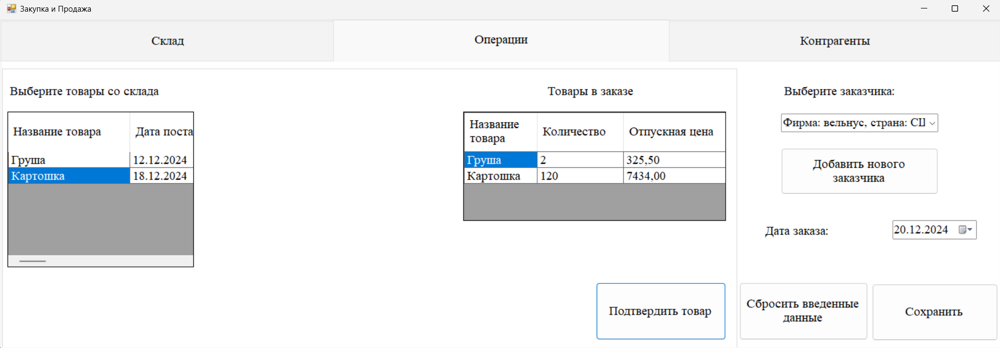 Закупка и Продажа
Склад
Операции
Контрагенты
Выберите товары со склада
Товары в заказе
Выберите заказчика:
Название товара
Дата поста
Груша
12.12.2024
Картошка
18.12.2024
Название
товара
Количество
Отпускная цена
Груша
2
325,50
Картошка
120
7434,00
Фирма: вельнус, страна:
Добавить нового
заказчика
Дата заказа:
20.12.2024
Подтвердить товар
Сбросить введенные
данные
Сохранить